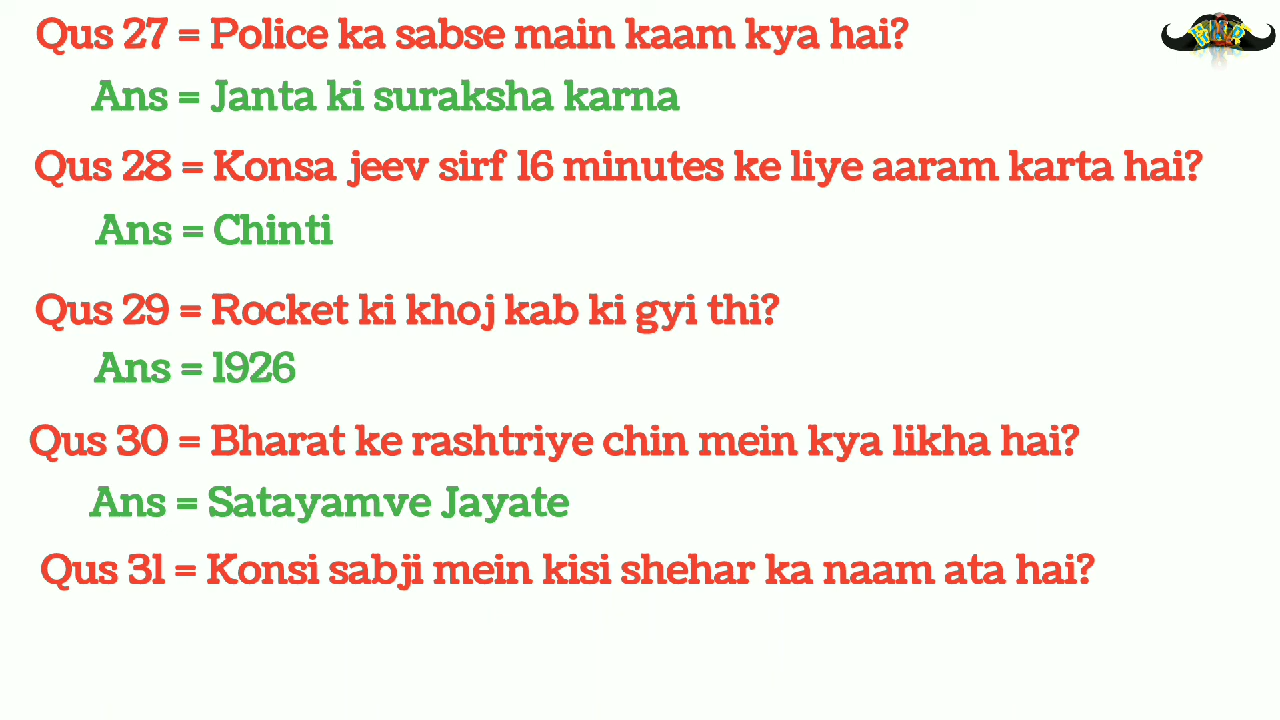 Qus 27 = Police ka sabse main kaam kya hai?
Ans = Janta ki suraksha karna
Qus 28 = Konsa jeev sirf 16 minutes ke liye aaram karta hai?
Ans = Chinti
Qus 29 = Rocket ki khoj kab ki gyi thi?
Ans = 1926
Qus 30 = Bharat ke rashtriye chin mein kya likha hai?
Ans = Satayamve Jayate
Qus 31 = Konsi sabji mein kisi shehar ka naam ata hai?